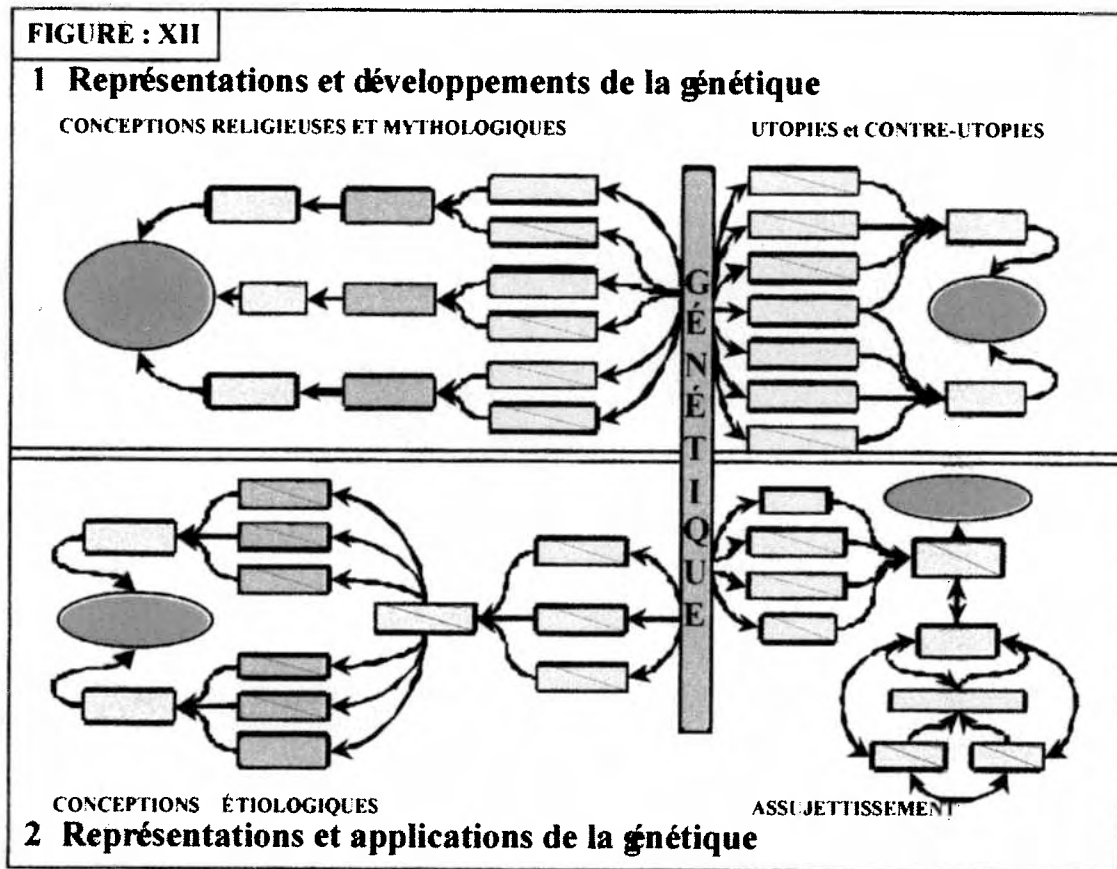 FIGURE : XII
1 Représentations et développements de la génétique
CONCEPTIONS RELIGIEUSES ET MYTHOLOGIQUES
UTOPIES et CONTRE-UTOPIES
GÉNÉTIQUE
CONCEPTIONS ÉTIOLOGIQUES
ASSUJETTISSEMENT
2 Représentations et applications de la génétique